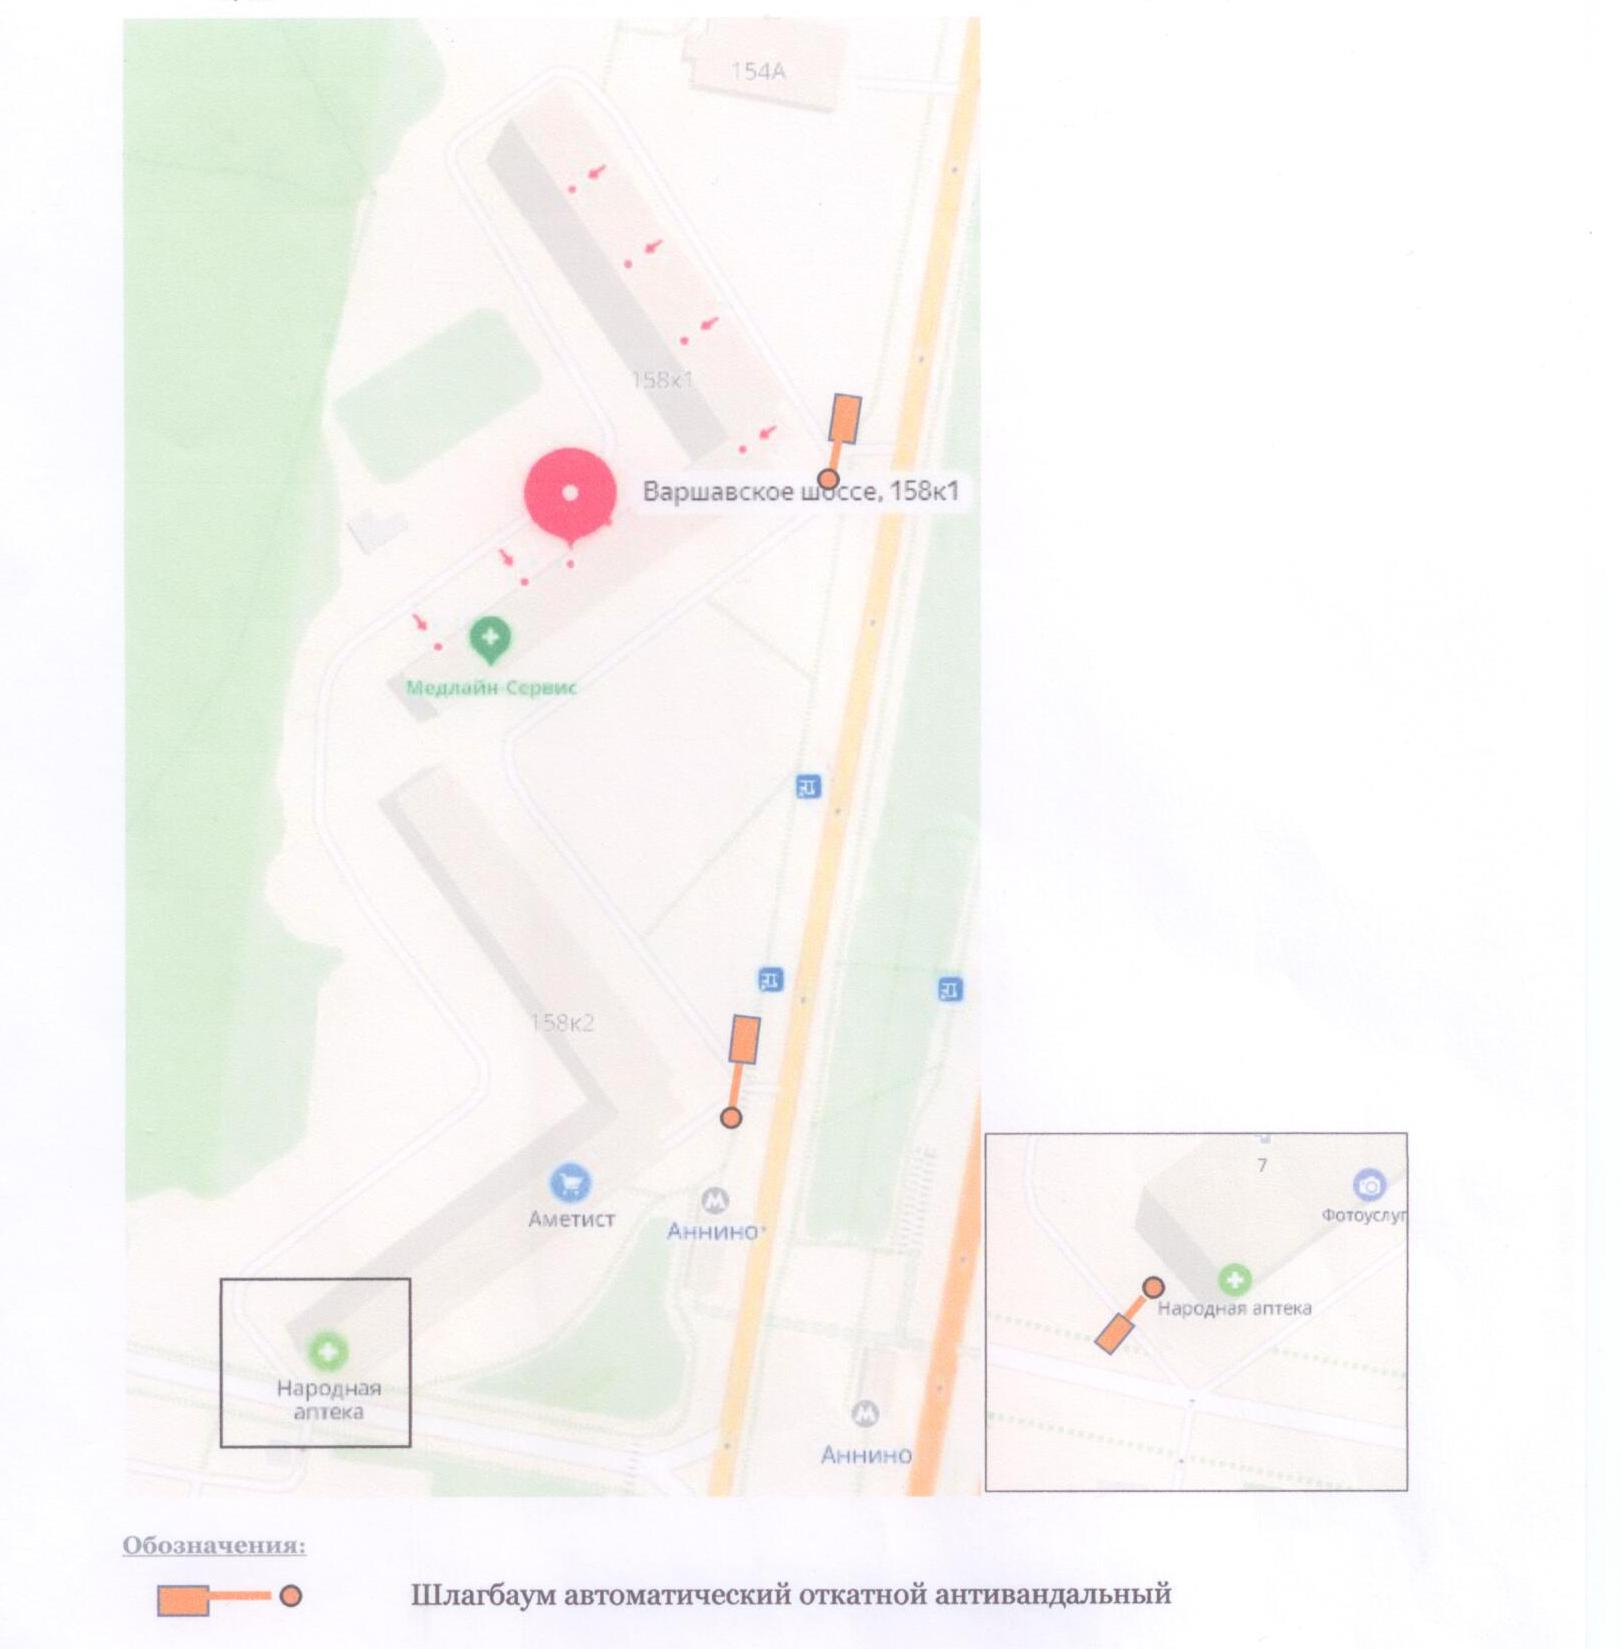 154А
158к1
Варшавское шоссе, 158к1
Медлайн-Сервис
158к2
Аметист
Аннино
Народная
аптека
Аннино
7
Фотоуслуг
Народная аптека
Обозначения:
Шлагбаум автоматический откатной антивандальный